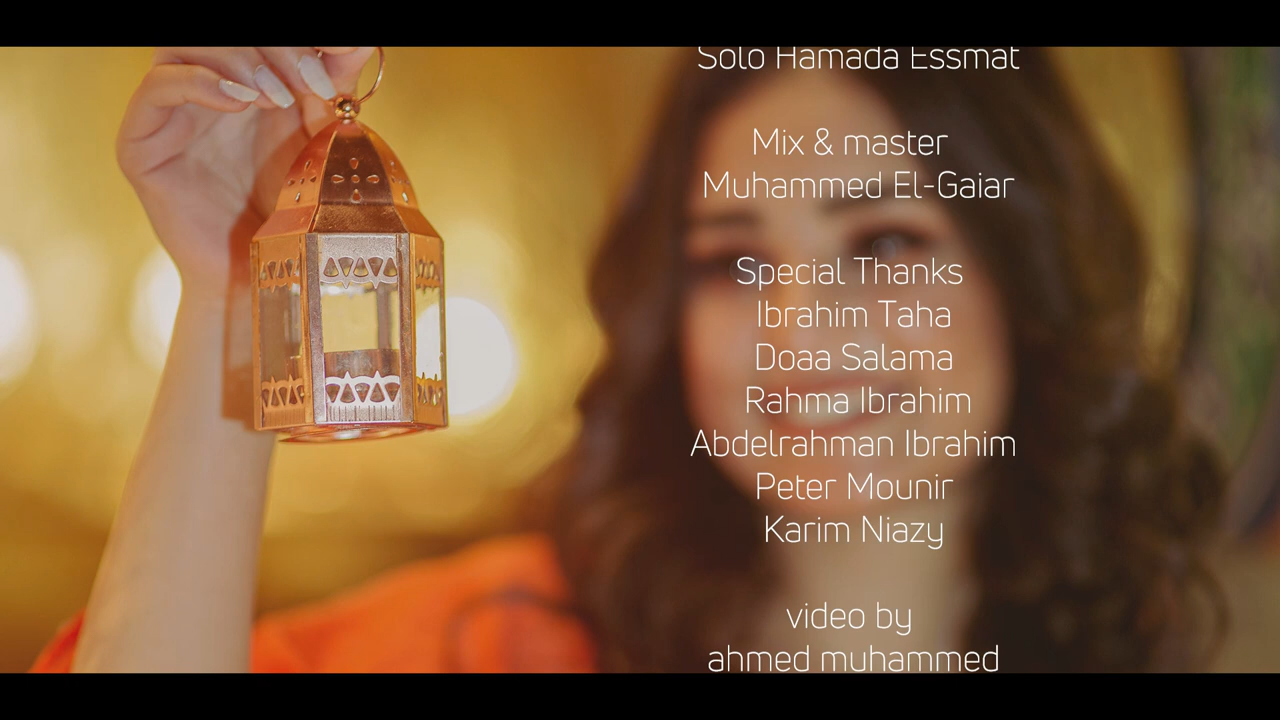 Solo Hamada Essmat
Mix & master
Muhammed El-Gaiar
Special Thanks
Ibrahim Taha
Doaa Salama
Rahma Ibrahim
Abdelrahman Ibrahim
Peter Mounir
Karim Niazy
video by
ahmed muhammed